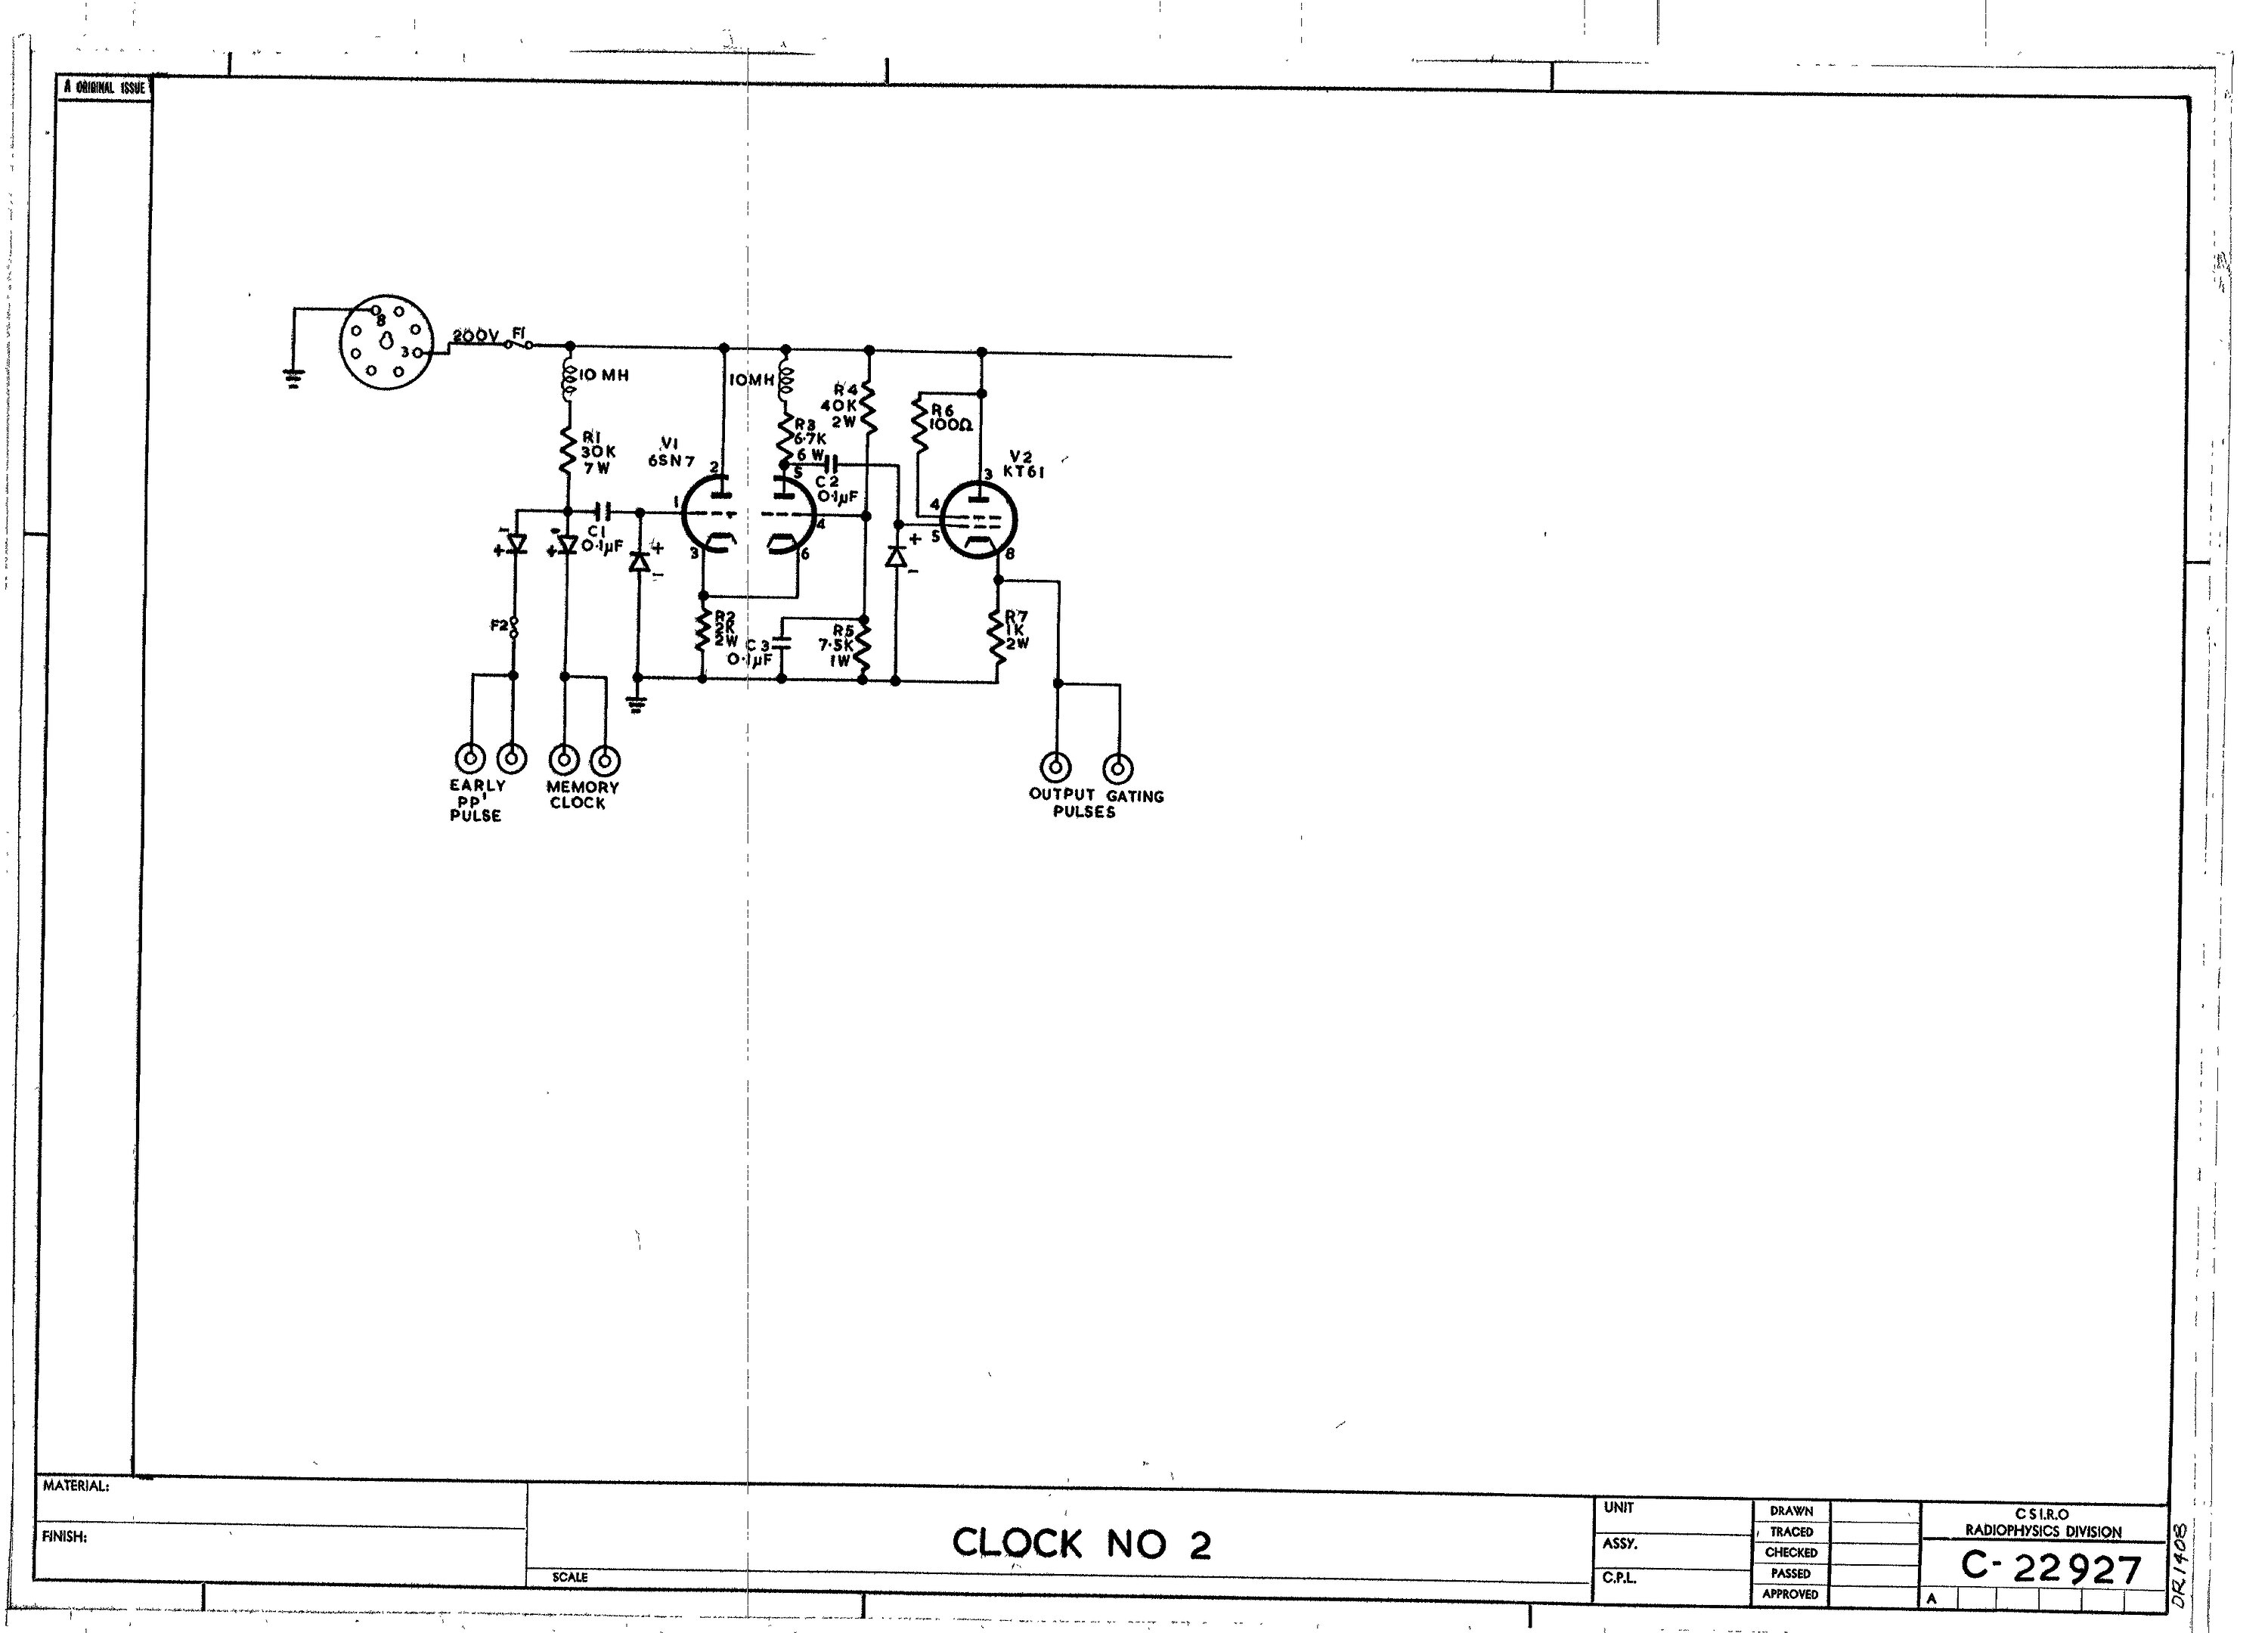 A ORIGINAL ISSUE
8
3
200V
F1
10 MH
10MH
R4
40K
2W
R6
100Ω
R1
30K
7W
V1
6SN7
R3
6·7K
6W
V2
KT61
2
5
3
C2
0·1µF
1
4
4
5
C1
0·1µF
3
6
8
-
+
-
+
+
-
+
-
F2
R2
2K
2W
C3
0·1µF
R5
7.5K
1W
R7
1K
2W
EARLY
PP'
PULSE
MEMORY
CLOCK
OUTPUT GATING
PULSES
MATERIAL:
FINISH:
CLOCK NO 2
SCALE
UNIT
ASSY.
C.P.L.
DRAWN
TRACED
CHECKED
PASSED
APPROVED
C S I.R.O
RADIOPHYSICS DIVISION
C-22927
A
DR1408